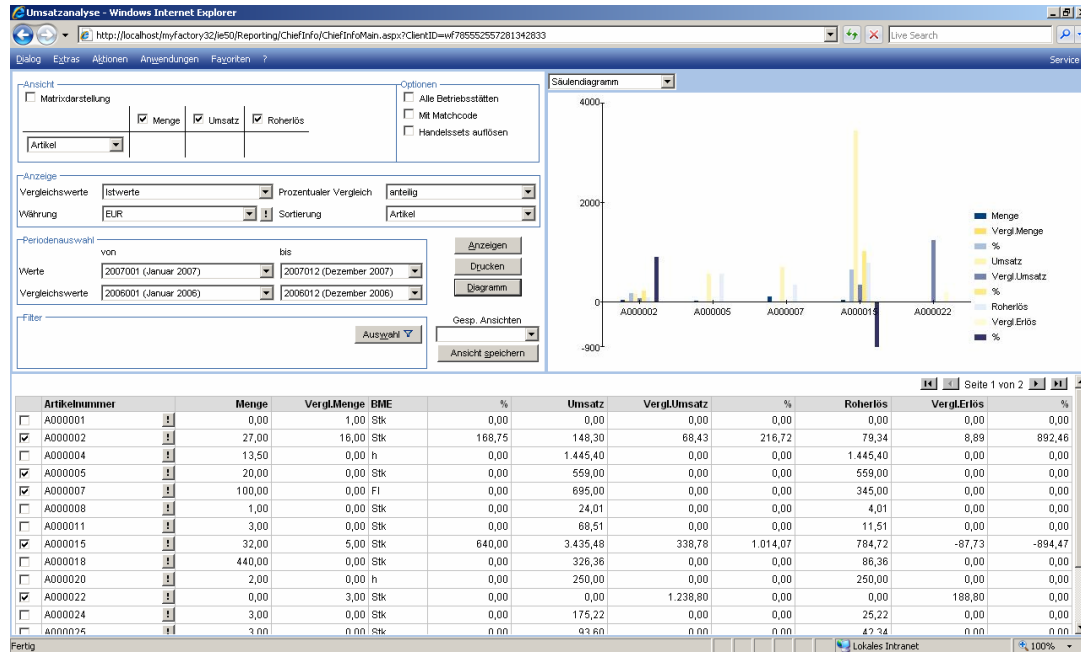 Umsatzanalyse - Windows Internet Explorer
http://localhost/myfactory32/ie50/Reporting/ChiefInfo/ChiefInfoMain.aspx?ClientID=wf785552557281342833
Live Search
Dialog Extras Aktionen Anwendungen Favoriten ? Service
Ansicht
Matrixdarstellung
Menge Umsatz Roherlös
Artikel
Optionen
Alle Betriebsstätten
Mit Matchcode
Handelssets auflösen
Anzeige
Vergleichswerte Istwerte Prozentualer Vergleich anteilig
Währung EUR ! Sortierung Artikel
Periodenauswahl
von bis
Werte 2007001 (Januar 2007) 2007012 (Dezember 2007)
Vergleichswerte 2006001 (Januar 2006) 2006012 (Dezember 2006)
Anzeigen
Drucken
Diagramm
Filter
Auswahl
Gesp. Ansichten
Ansicht speichern
Säulendiagramm
4000
2000
0
-900
A000002 A000005 A000007 A000015 A000022
Menge
Vergl.Menge
%
Umsatz
Vergl.Umsatz
%
Roherlös
Vergl.Erlös
%
Seite 1 von 2
Artikelnummer Menge Vergl.Menge BME % Umsatz Vergl.Umsatz % Roherlös Vergl.Erlös %
A000001 ! 0,00 1,00 Stk 0,00 0,00 0,00 0,00 0,00 0,00 0,00
A000002 ! 27,00 16,00 Stk 168,75 148,30 68,43 216,72 79,34 8,89 892,46
A000004 ! 13,50 0,00 h 0,00 1.445,40 0,00 0,00 1.445,40 0,00 0,00
A000005 ! 20,00 0,00 Stk 0,00 559,00 0,00 0,00 559,00 0,00 0,00
A000007 ! 100,00 0,00 Fl 0,00 695,00 0,00 0,00 345,00 0,00 0,00
A000008 ! 1,00 0,00 Stk 0,00 24,01 0,00 0,00 4,01 0,00 0,00
A000011 ! 3,00 0,00 Stk 0,00 68,51 0,00 0,00 11,51 0,00 0,00
A000015 ! 32,00 5,00 Stk 640,00 3.435,48 338,78 1.014,07 784,72 -87,73 -894,47
A000018 ! 440,00 0,00 Stk 0,00 326,36 0,00 0,00 86,36 0,00 0,00
A000020 ! 2,00 0,00 h 0,00 250,00 0,00 0,00 250,00 0,00 0,00
A000022 ! 0,00 3,00 Stk 0,00 0,00 1.238,80 0,00 0,00 188,80 0,00
A000024 ! 3,00 0,00 Stk 0,00 175,22 0,00 0,00 25,22 0,00 0,00
A000025 ! 3,00 0,00 Stk 0,00 93,60 0,00 0,00 42,34 0,00 0,00
Fertig Lokales Intranet 100%